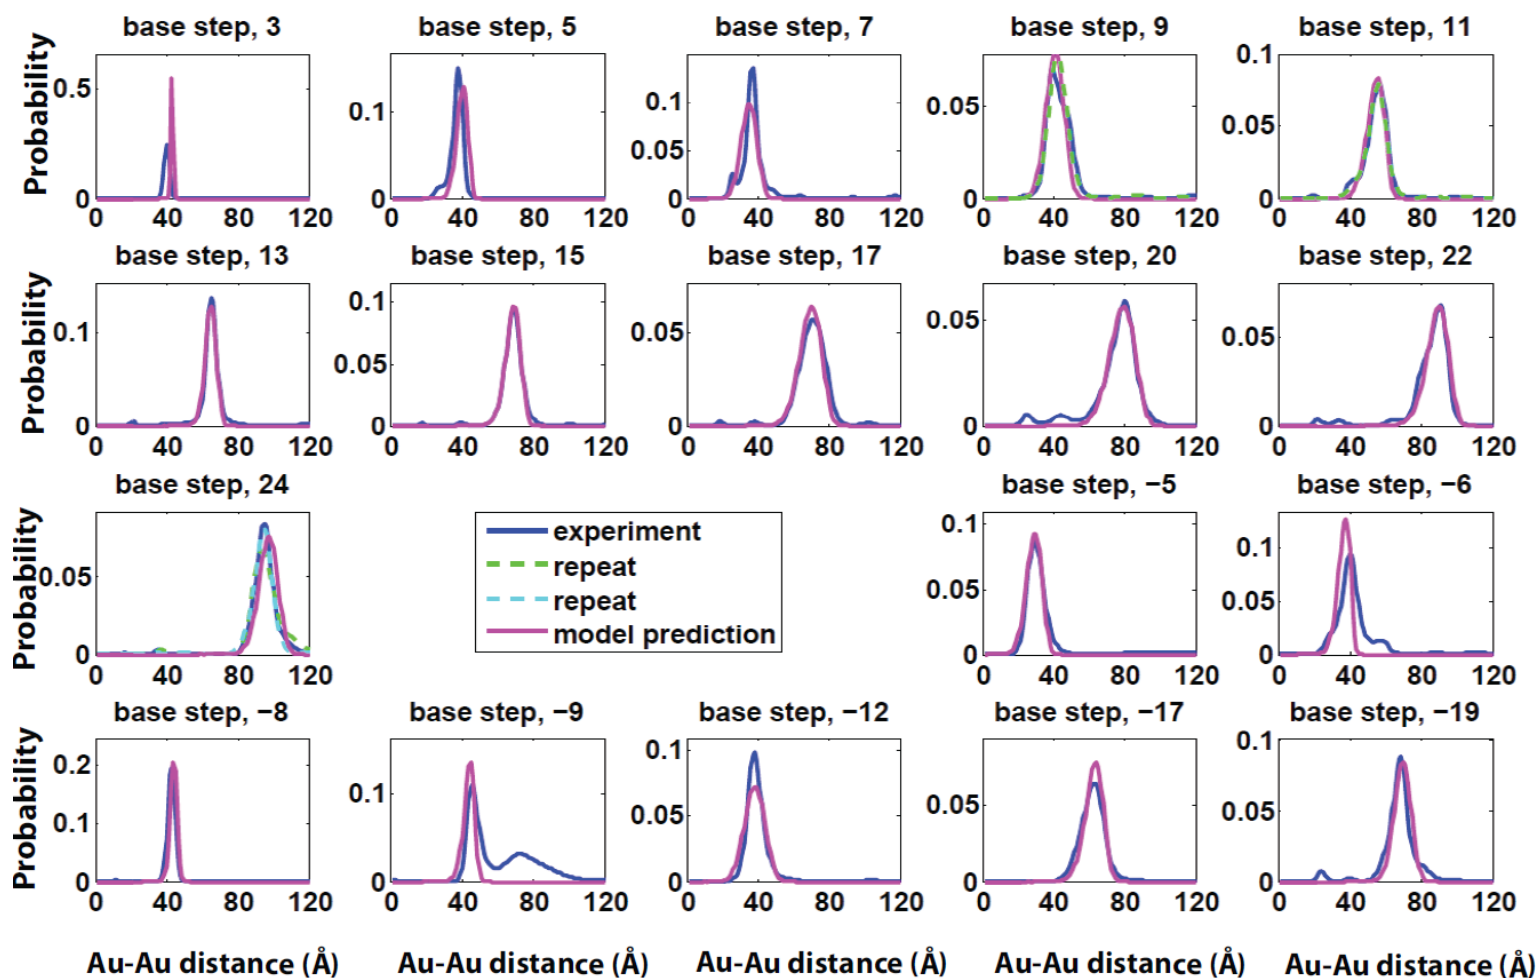 base step, 3
base step, 5
base step, 7
base step, 9
base step, 11
Probability
0.5
0
0 40 80 120
0.1
0
0 40 80 120
0.1
0.05
0
0 40 80 120
0.05
0
0 40 80 120
0.1
0.05
0
0 40 80 120
base step, 13
base step, 15
base step, 17
base step, 20
base step, 22
Probability
0.1
0
0 40 80 120
0.1
0.05
0
0 40 80 120
0.05
0
0 40 80 120
0.05
0
0 40 80 120
0.05
0
0 40 80 120
base step, 24
base step, −5
base step, −6
Probability
0.05
0
0 40 80 120
experiment
repeat
repeat
model prediction
0.1
0.05
0
0 40 80 120
0.1
0.05
0
0 40 80 120
base step, −8
base step, −9
base step, −12
base step, −17
base step, −19
Probability
0.2
0.1
0
0 40 80 120
0.1
0
0 40 80 120
0.1
0.05
0
0 40 80 120
0.05
0
0 40 80 120
0.1
0.05
0
0 40 80 120
Au-Au distance (Å)
Au-Au distance (Å)
Au-Au distance (Å)
Au-Au distance (Å)
Au-Au distance (Å)